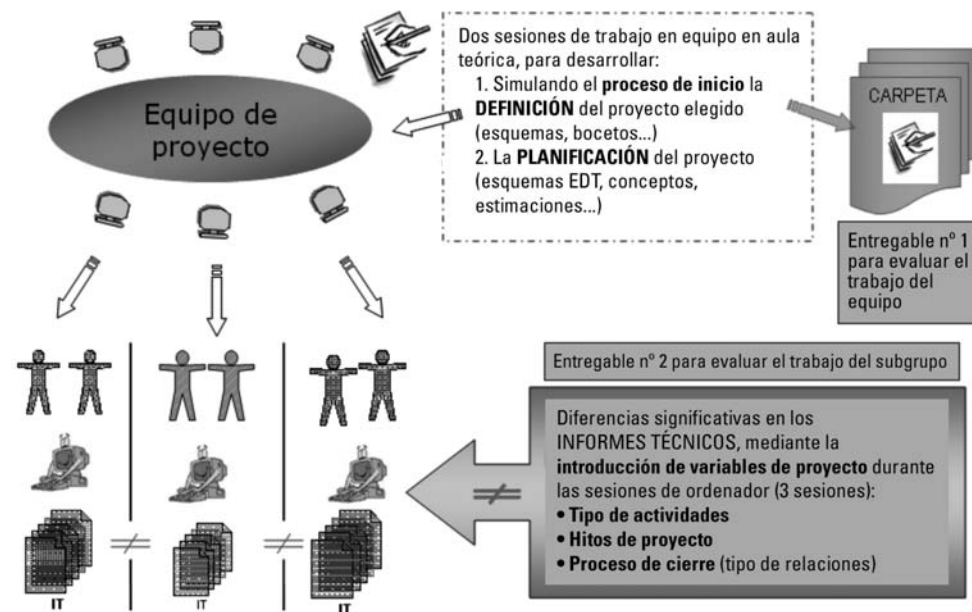 Equipo de
proyecto
Dos sesiones de trabajo en equipo en aula
teórica, para desarrollar:
1. Simulando el proceso de inicio la
DEFINICIÓN del proyecto elegido
(esquemas, bocetos...)
2. La PLANIFICACIÓN del proyecto
(esquemas EDT, conceptos,
estimaciones...)
CARPETA
Entregable nº 1
para evaluar el
trabajo del
equipo
Entregable nº 2 para evaluar el trabajo del subgrupo
Diferencias significativas en los
INFORMES TÉCNICOS, mediante la
introducción de variables de proyecto durante
las sesiones de ordenador (3 sesiones):
• Tipo de actividades
• Hitos de proyecto
• Proceso de cierre (tipo de relaciones)
IT
IT
IT